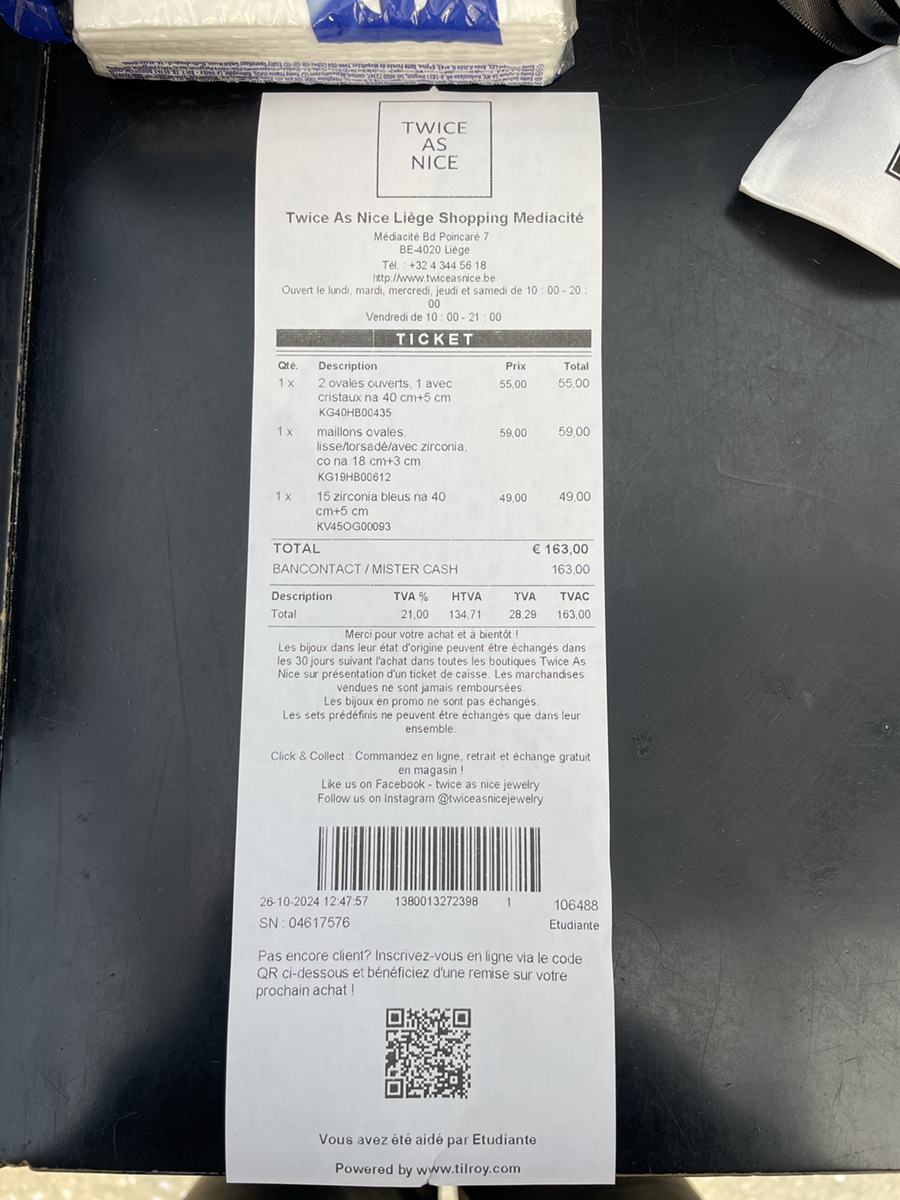 TWICE
AS
NICE
Twice As Nice Liège Shopping Mediacité
Médiacité Bd Poincaré 7
BE-4020 Liège
Tél. : +32 4 344 56 18
http://www.twiceasnice.be
Ouvert le lundi, mardi, mercredi, jeudi et samedi de 10 : 00 - 20 :
00
Vendredi de 10 : 00 - 21 : 00
TICKET
Qté. Description Prix Total
1 x 2 ovales ouverts, 1 avec 55,00 55,00
cristaux na 40 cm+5 cm
KG40HB00435
1 x maillons ovales, 59,00 59,00
lisse/torsadé/avec zirconia,
co na 18 cm+3 cm
KG19HB00612
1 x 15 zirconia bleus na 40 49,00 49,00
cm+5 cm
KV45OG00093
TOTAL € 163,00
BANCONTACT / MISTER CASH 163,00
Description TVA % HTVA TVA TVAC
Total 21,00 134,71 28,29 163,00
Merci pour votre achat et à bientôt !
Les bijoux dans leur état d'origine peuvent être échangés dans
les 30 jours suivant l'achat dans toutes les boutiques Twice As
Nice sur présentation d'un ticket de caisse. Les marchandises
vendues ne sont jamais remboursées.
Les bijoux en promo ne sont pas échangés.
Les sets prédéfinis ne peuvent être échangés que dans leur
ensemble.
Click & Collect : Commandez en ligne, retrait et échange gratuit
en magasin !
Like us on Facebook - twice as nice jewelry
Follow us on Instagram @twiceasnicejewelry
26-10-2024 12:47:57 1380013272398 1 106488
SN : 04617576 Etudiante
Pas encore client? Inscrivez-vous en ligne via le code
QR ci-dessous et bénéficiez d'une remise sur votre
prochain achat !
Vous avez été aidé par Etudiante
Powered by www.tilroy.com